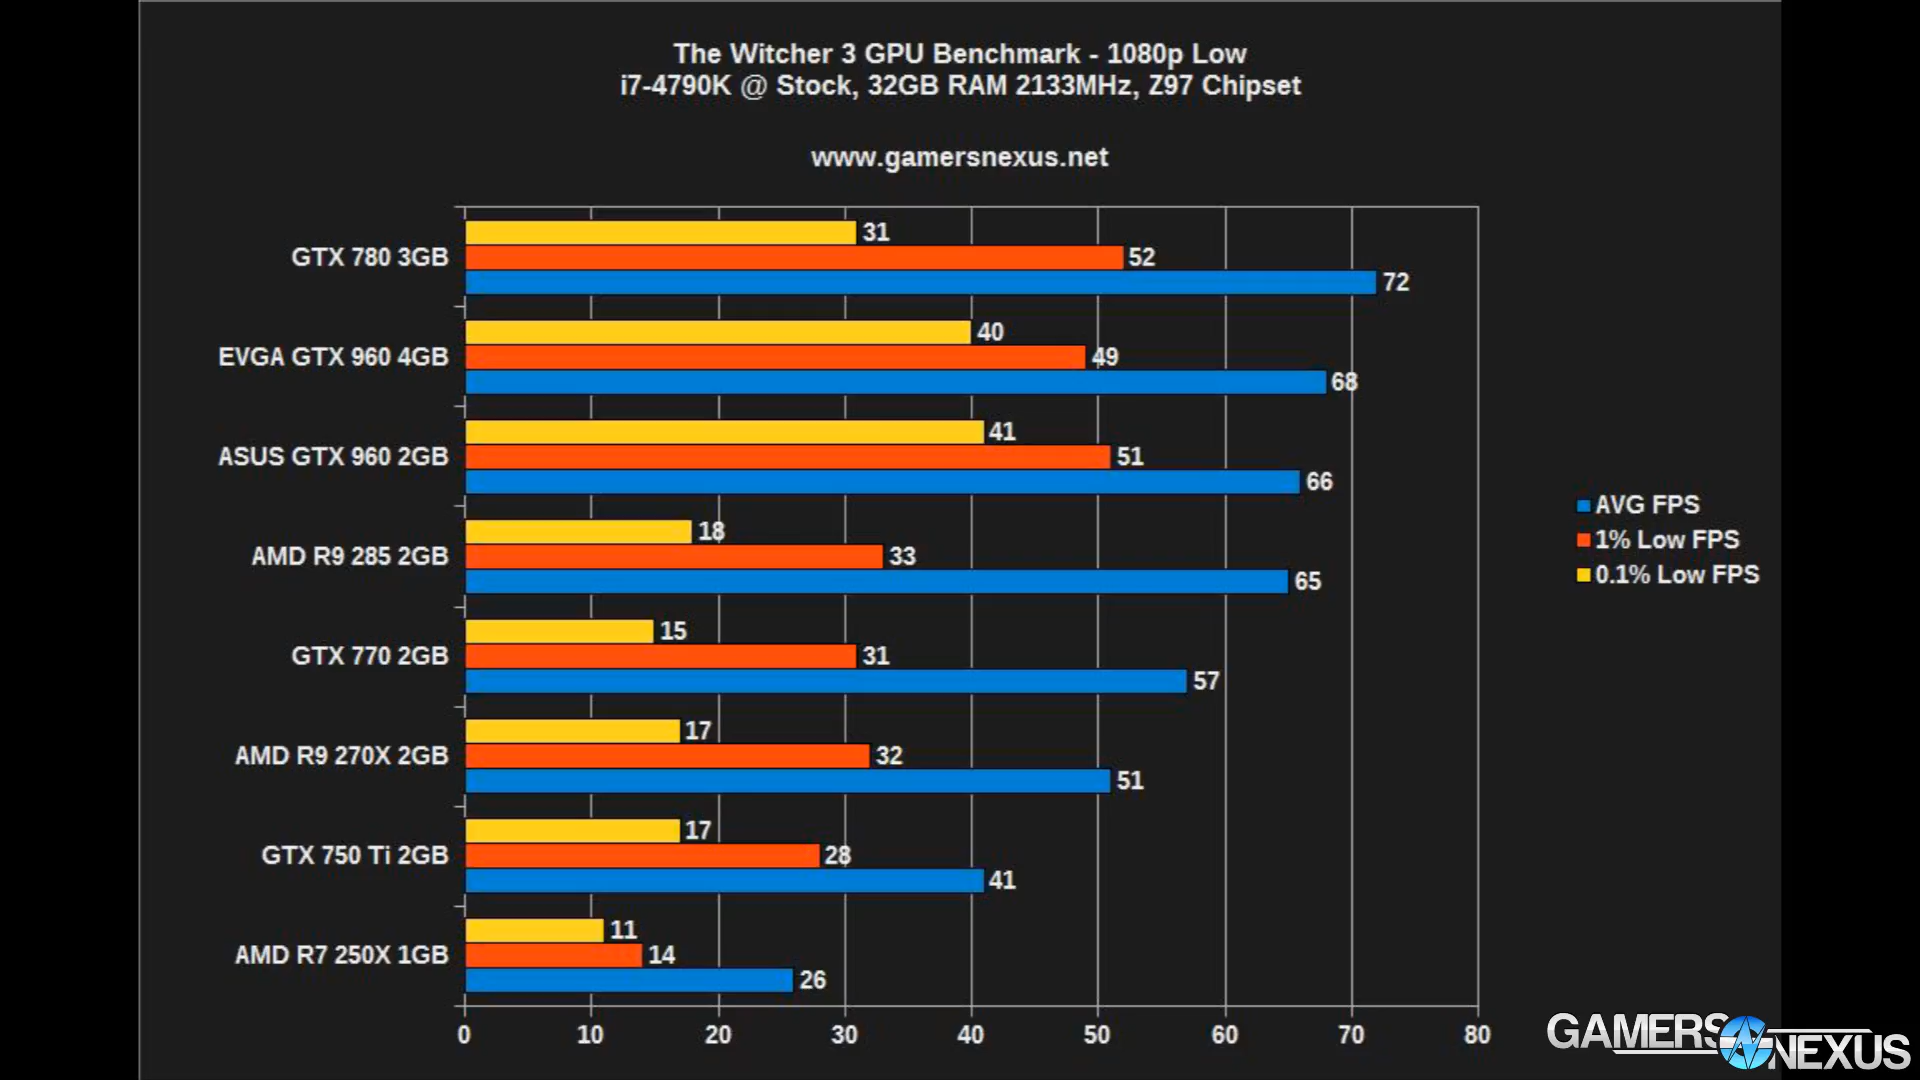 The Witcher 3 GPU Benchmark - 1080p Low
i7-4790K @ Stock, 32GB RAM 2133MHz, Z97 Chipset
www.gamersnexus.net
GTX 780 3GB
31
52
72
EVGA GTX 960 4GB
40
49
68
ASUS GTX 960 2GB
41
51
66
AMD R9 285 2GB
18
33
65
GTX 770 2GB
15
31
57
AMD R9 270X 2GB
17
32
51
GTX 750 Ti 2GB
17
28
41
AMD R7 250X 1GB
11
14
26
0 10 20 30 40 50 60 70 80
AVG FPS
1% Low FPS
0.1% Low FPS
GAMERS
NEXUS